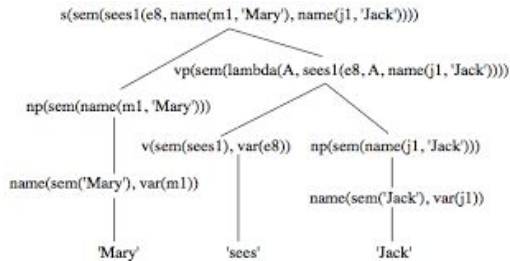 s(sem(sees1(e8, name(m1, 'Mary'), name(j1, 'Jack'))))
vp(sem(lambda(A, sees1(e8, A, name(j1, 'Jack'))))
np(sem(name(m1, 'Mary')))
v(sem(sees1), var(e8))
np(sem(name(j1, 'Jack')))
name(sem('Mary'), var(m1))
name(sem('Jack'), var(j1))
'Mary'
'sees'
'Jack'